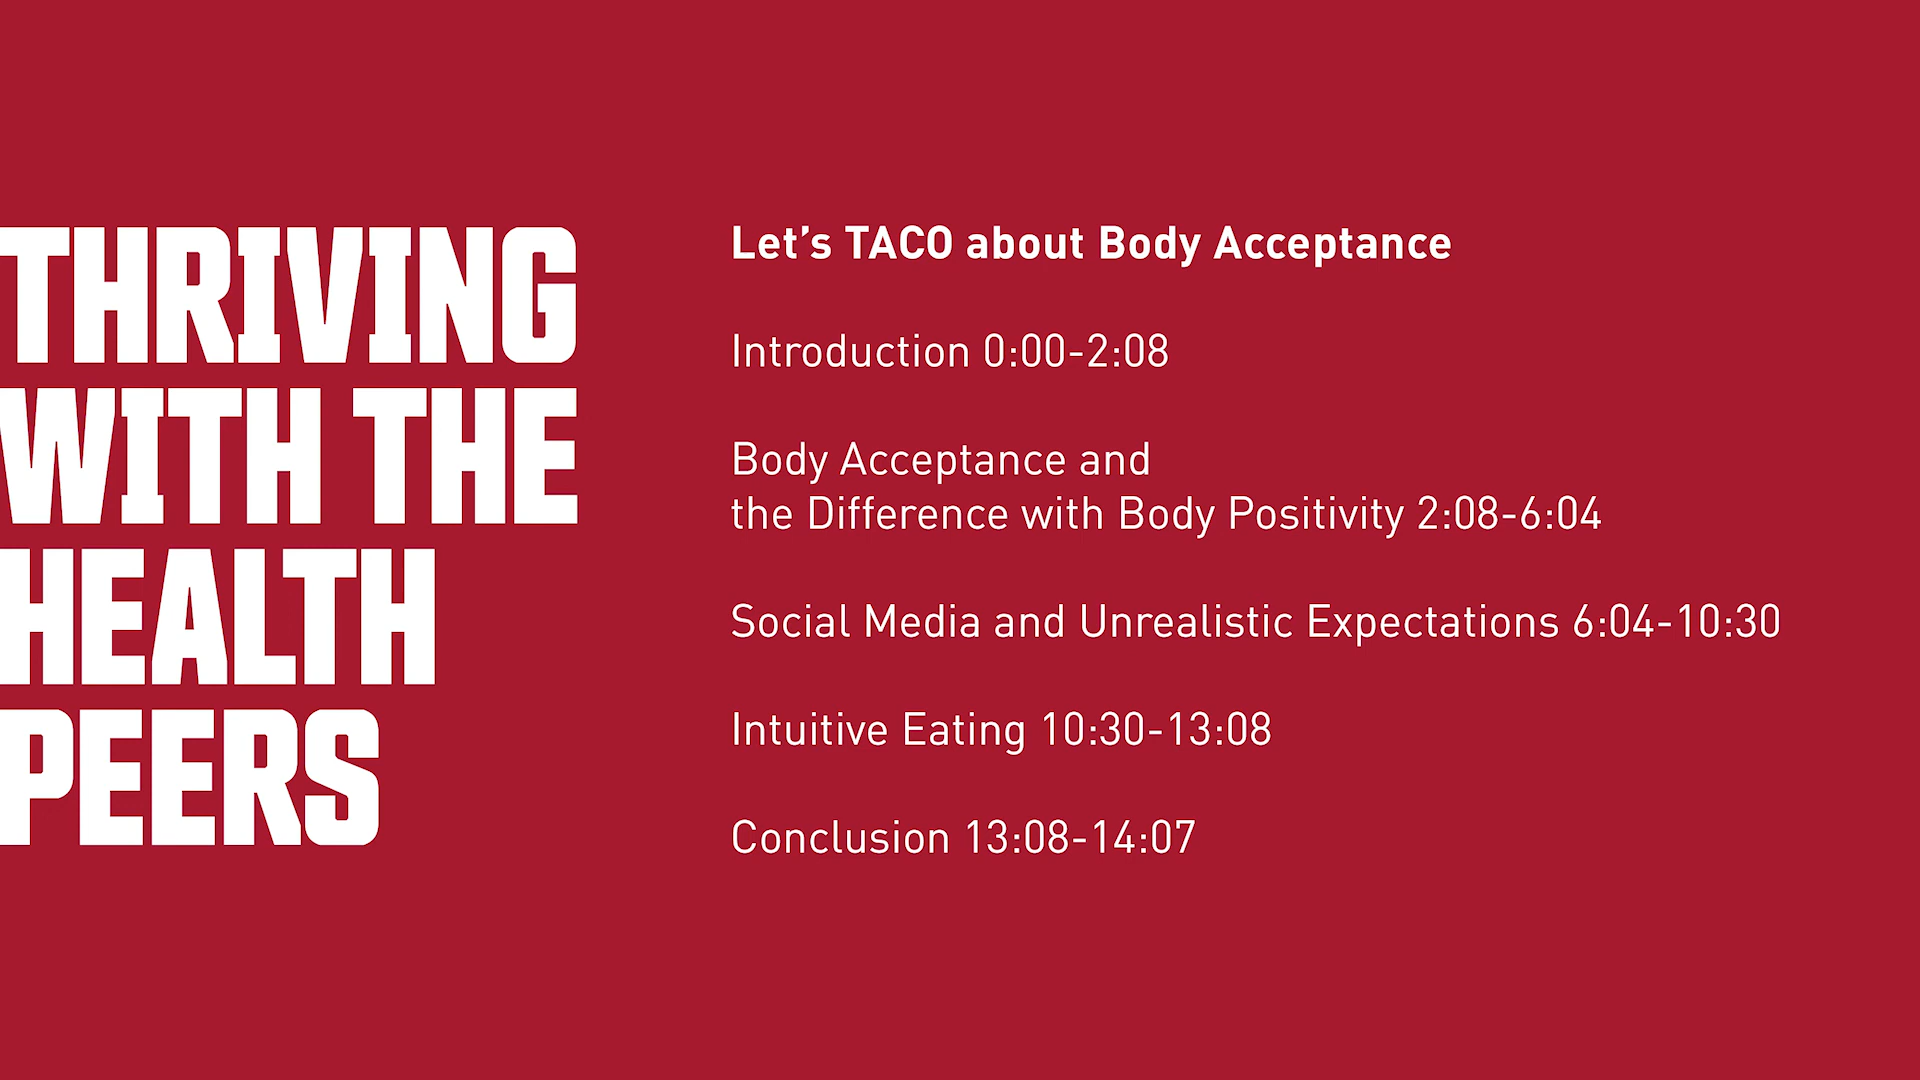 THRIVING
WITH THE
HEALTH
PEERS
Let’s TACO about Body Acceptance
Introduction 0:00-2:08
Body Acceptance and
the Difference with Body Positivity 2:08-6:04
Social Media and Unrealistic Expectations 6:04-10:30
Intuitive Eating 10:30-13:08
Conclusion 13:08-14:07